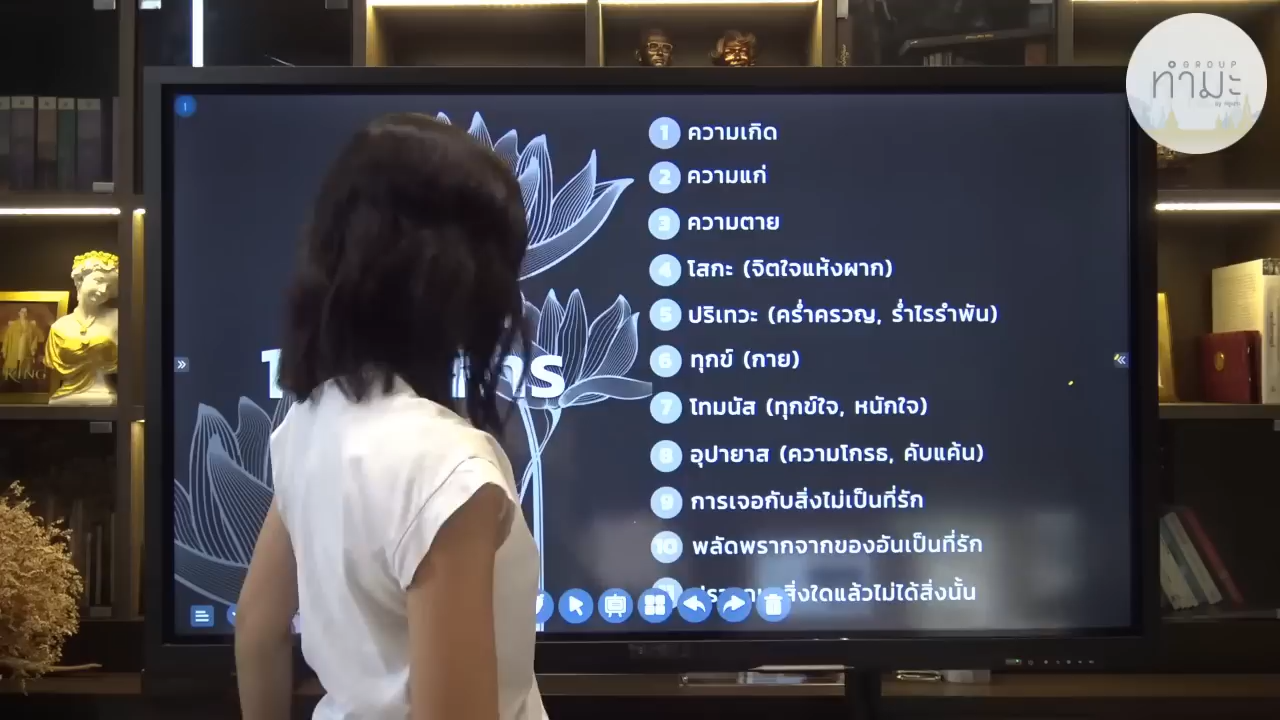 GROUP
ทำมะ
1
1 ความเกิด
2 ความแก่
3 ความตาย
4 โสกะ (จิตใจแห้งผาก)
5 ปริเทวะ (คร่ำครวญ, ร่ำไรรำพัน)
6 ทุกข์ (กาย)
7 โทมนัส (ทุกข์ใจ, หนักใจ)
8 อุปายาส (ความโกรธ, คับแค้น)
9 การเจอกับสิ่งไม่เป็นที่รัก
10 พลัดพรากจากของอันเป็นที่รัก
สิ่งใดแล้วไม่ได้สิ่งนั้น
KING